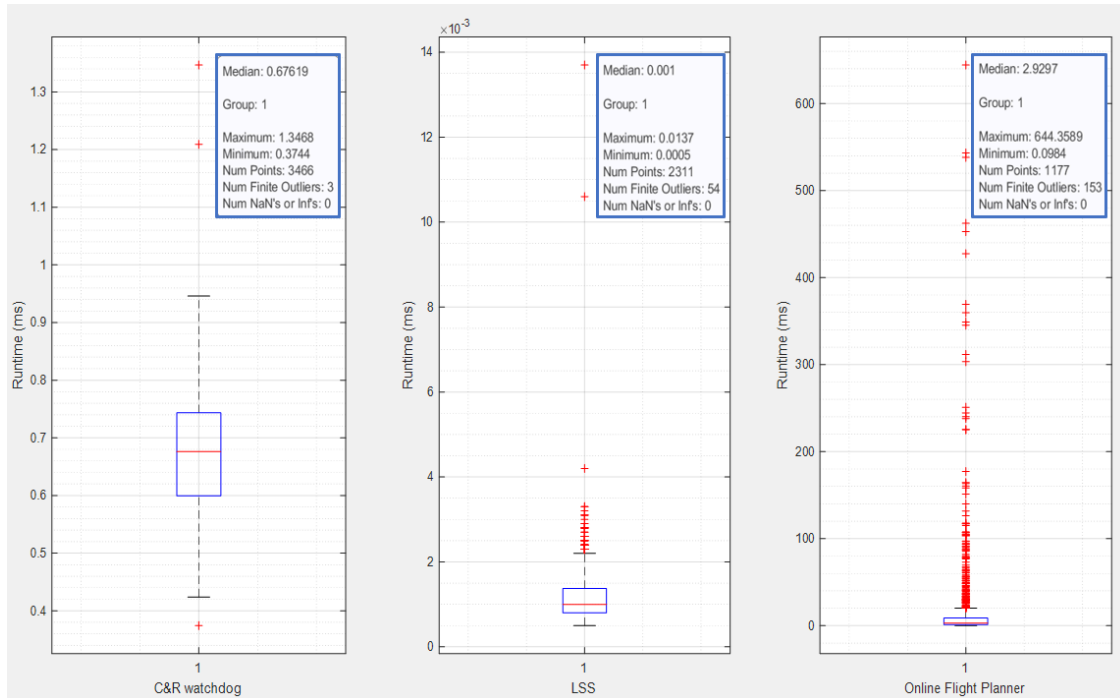 1.3
1.2
1.1
1
0.9
0.8
0.7
0.6
0.5
0.4
Runtime (ms)
Median: 0.67619
Group: 1
Maximum: 1.3468
Minimum: 0.3744
Num Points: 3466
Num Finite Outliers: 3
Num NaN's or Inf's: 0
1
C&R watchdog
×10⁻³
14
12
10
8
6
4
2
0
Runtime (ms)
Median: 0.001
Group: 1
Maximum: 0.0137
Minimum: 0.0005
Num Points: 2311
Num Finite Outliers: 54
Num NaN's or Inf's: 0
1
LSS
600
500
400
300
200
100
0
Runtime (ms)
Median: 2.9297
Group: 1
Maximum: 644.3589
Minimum: 0.0984
Num Points: 1177
Num Finite Outliers: 153
Num NaN's or Inf's: 0
1
Online Flight Planner